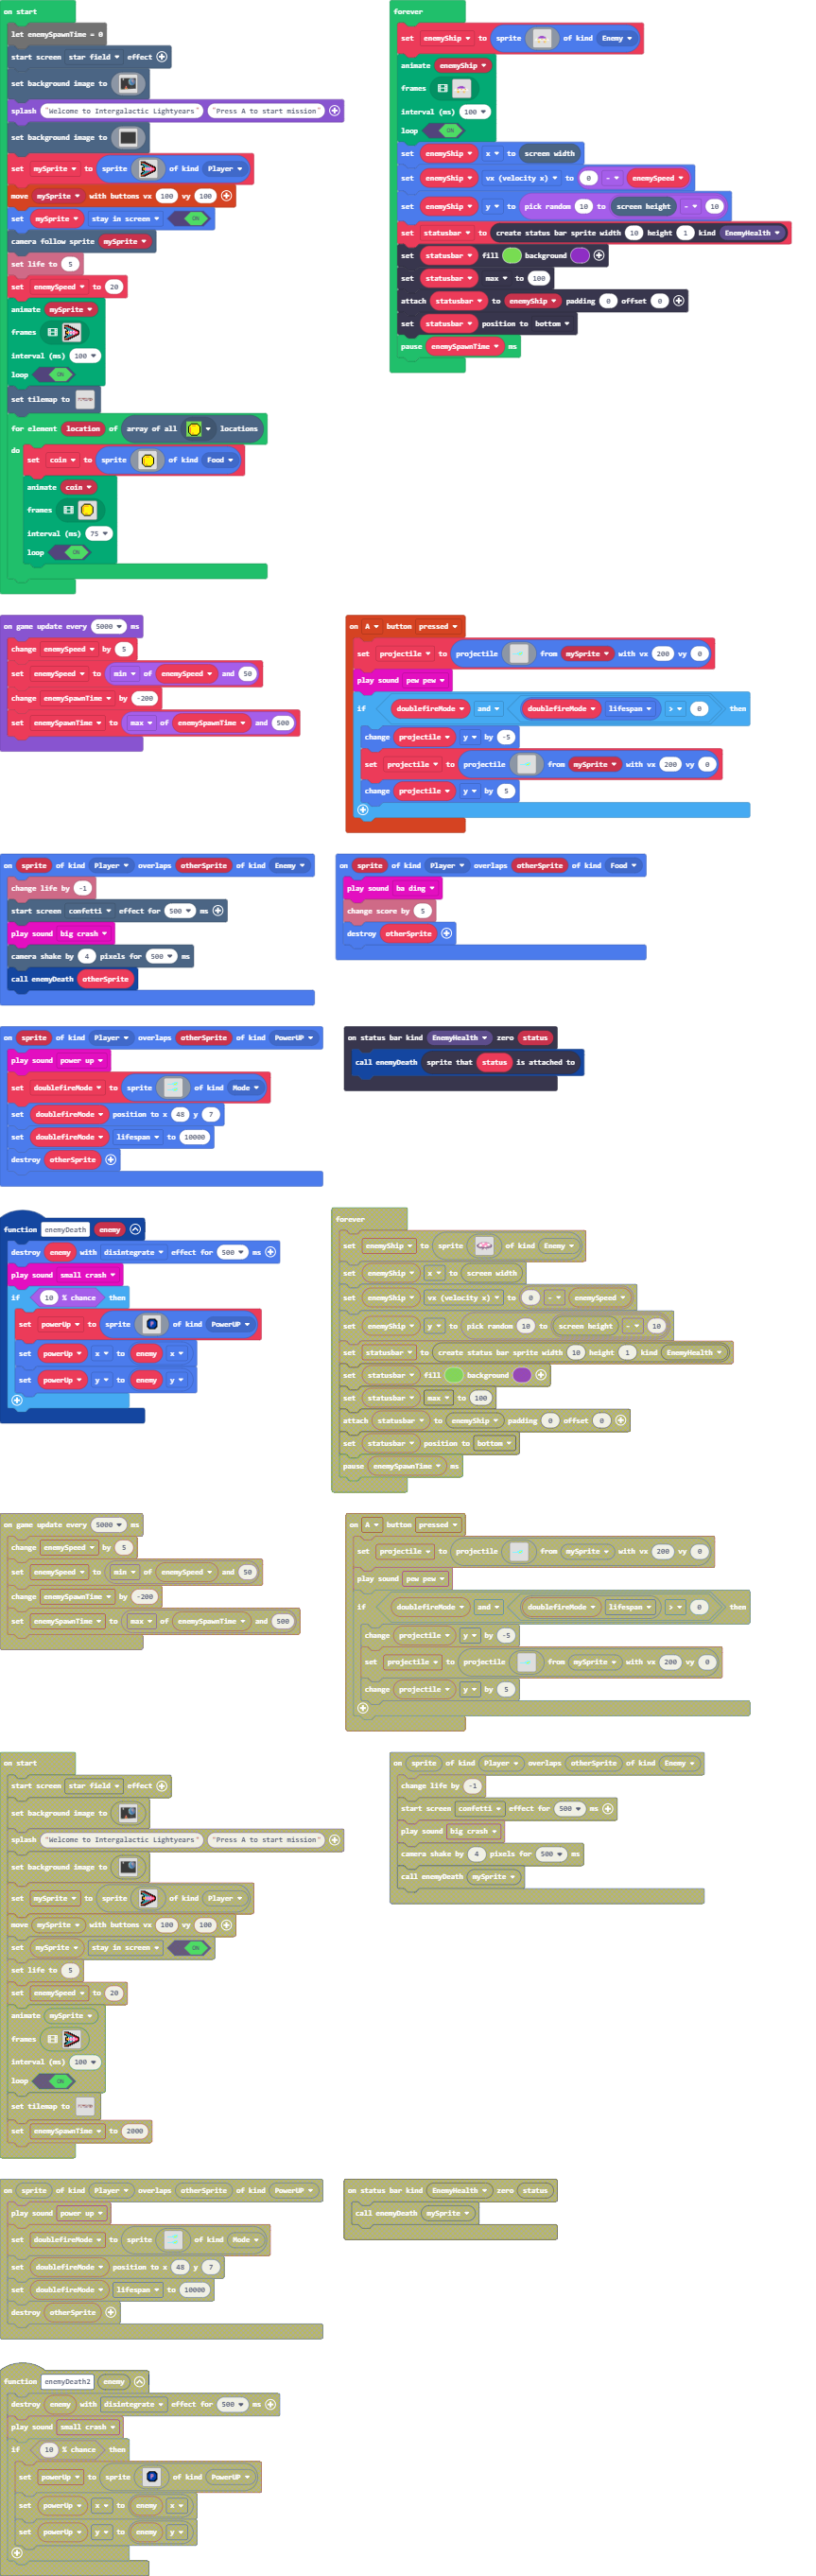 on start
let enemySpawnTime = 0
start screen star field effect
set background image to
splash "Welcome to Intergalactic Lightyears" "Press A to start mission"
set background image to
set mySprite to sprite of kind Player
move mySprite with buttons vx 100 vy 100
set mySprite stay in screen ON
camera follow sprite mySprite
set life to 5
set enemySpeed to 20
animate mySprite
frames
interval (ms) 100
loop ON
set tilemap to
for element location of array of all locations
do
set coin to sprite of kind Food
animate coin
frames
interval (ms) 75
loop ON
forever
set enemyShip to sprite of kind Enemy
animate enemyShip
frames
interval (ms) 100
loop ON
set enemyShip x to screen width
set enemyShip vx (velocity x) to 0 - enemySpeed
set enemyShip y to pick random 10 to screen height - 10
set statusbar to create status bar sprite width 10 height 1 kind EnemyHealth
set statusbar fill background
set statusbar max to 100
attach statusbar to enemyShip padding 0 offset 0
set statusbar position to bottom
pause enemySpawnTime ms
on game update every 5000 ms
change enemySpeed by 5
set enemySpeed to min of enemySpeed and 50
change enemySpawnTime by -200
set enemySpawnTime to max of enemySpawnTime and 500
on A button pressed
set projectile to projectile from mySprite with vx 200 vy 0
play sound pew pew
if doublefireMode and doublefireMode lifespan > 0 then
change projectile y by -5
set projectile to projectile from mySprite with vx 200 vy 0
change projectile y by 5
on sprite of kind Player overlaps otherSprite of kind Enemy
change life by -1
start screen confetti effect for 500 ms
play sound big crash
camera shake by 4 pixels for 500 ms
call enemyDeath otherSprite
on sprite of kind Player overlaps otherSprite of kind Food
play sound ba ding
change score by 5
destroy otherSprite
on sprite of kind Player overlaps otherSprite of kind PowerUP
play sound power up
set doublefireMode to sprite of kind Mode
set doublefireMode position to x 48 y 7
set doublefireMode lifespan to 10000
destroy otherSprite
on status bar kind EnemyHealth zero status
call enemyDeath sprite that status is attached to
function enemyDeath enemy
destroy enemy with disintegrate effect for 500 ms
play sound small crash
if 10 % chance then
set powerUp to sprite of kind PowerUP
set powerUp x to enemy x
set powerUp y to enemy y
forever
set enemyShip to sprite of kind Enemy
set enemyShip x to screen width
set enemyShip vx (velocity x) to 0 - enemySpeed
set enemyShip y to pick random 10 to screen height - 10
set statusbar to create status bar sprite width 10 height 1 kind EnemyHealth
set statusbar fill background
set statusbar max to 100
attach statusbar to enemyShip padding 0 offset 0
set statusbar position to bottom
pause enemySpawnTime ms
on game update every 5000 ms
change enemySpeed by 5
set enemySpeed to min of enemySpeed and 50
change enemySpawnTime by -200
set enemySpawnTime to max of enemySpawnTime and 500
on A button pressed
set projectile to projectile from mySprite with vx 200 vy 0
play sound pew pew
if doublefireMode and doublefireMode lifespan > 0 then
change projectile y by -5
set projectile to projectile from mySprite with vx 200 vy 0
change projectile y by 5
on start
start screen star field effect
set background image to
splash "Welcome to Intergalactic Lightyears" "Press A to start mission"
set background image to
set mySprite to sprite of kind Player
move mySprite with buttons vx 100 vy 100
set mySprite stay in screen ON
set life to 5
set enemySpeed to 20
animate mySprite
frames
interval (ms) 100
loop ON
set tilemap to
set enemySpawnTime to 2000
on sprite of kind Player overlaps otherSprite of kind Enemy
change life by -1
start screen confetti effect for 500 ms
play sound big crash
camera shake by 4 pixels for 500 ms
call enemyDeath mySprite
on sprite of kind Player overlaps otherSprite of kind PowerUP
play sound power up
set doublefireMode to sprite of kind Mode
set doublefireMode position to x 48 y 7
set doublefireMode lifespan to 10000
destroy otherSprite
on status bar kind EnemyHealth zero status
call enemyDeath mySprite
function enemyDeath2 enemy
destroy enemy with disintegrate effect for 500 ms
play sound small crash
if 10 % chance then
set powerUp to sprite of kind PowerUP
set powerUp x to enemy x
set powerUp y to enemy y